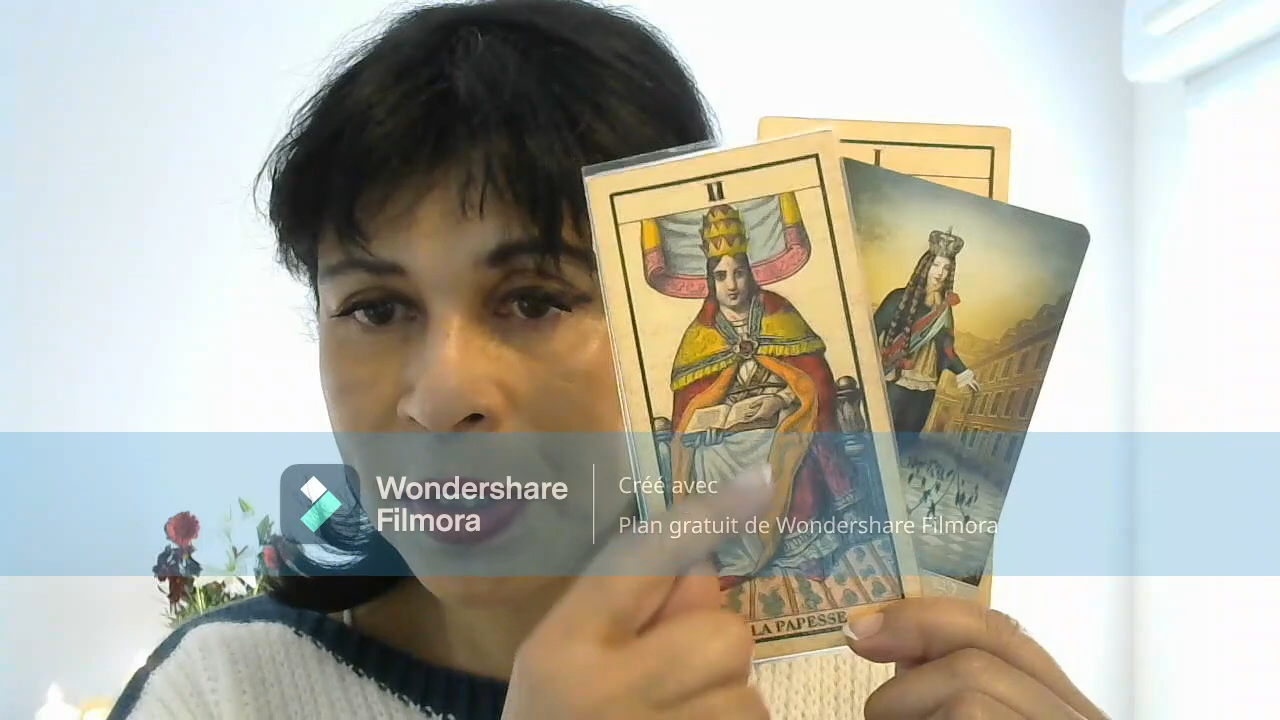 I
II
Wondershare
Filmora
Créé avec
Plan gratuit de Wondershare Filmora
LA PAPESSE